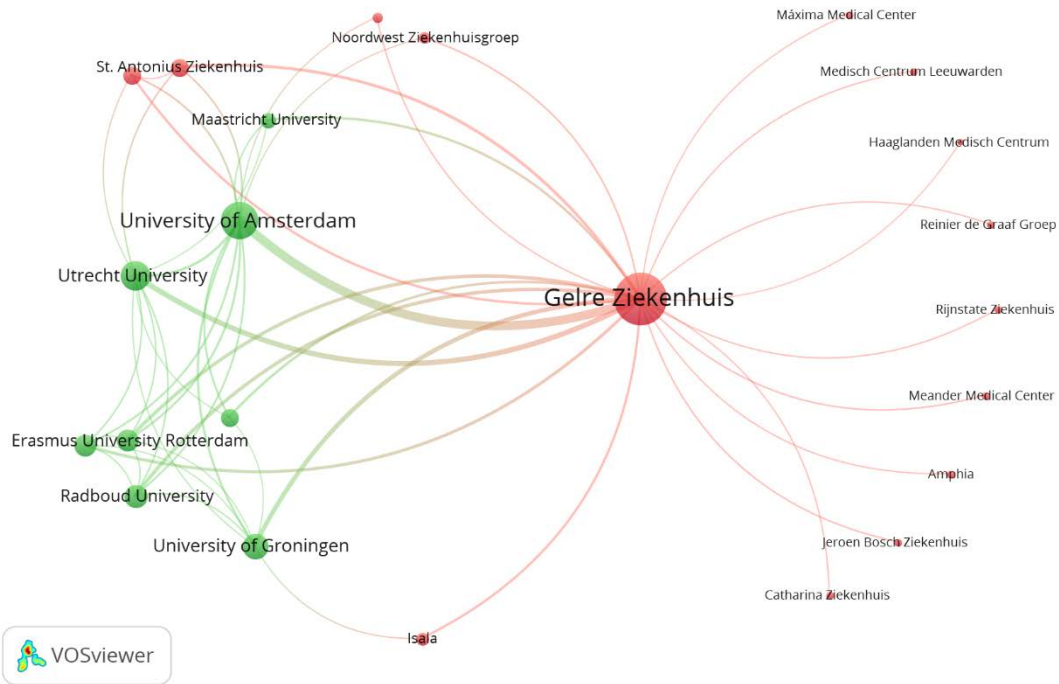 Máxima Medical Center
Noordwest Ziekenhuisgroep
St. Antonius Ziekenhuis
Medisch Centrum Leeuwarden
Maastricht University
Haaglanden Medisch Centrum
University of Amsterdam
Reinier de Graaf Groep
Utrecht University
Gelre Ziekenhuis
Rijnstate Ziekenhuis
Meander Medical Center
Erasmus University Rotterdam
Amphia
Radboud University
University of Groningen
Jeroen Bosch Ziekenhuis
Catharina Ziekenhuis
Isala
VOSviewer